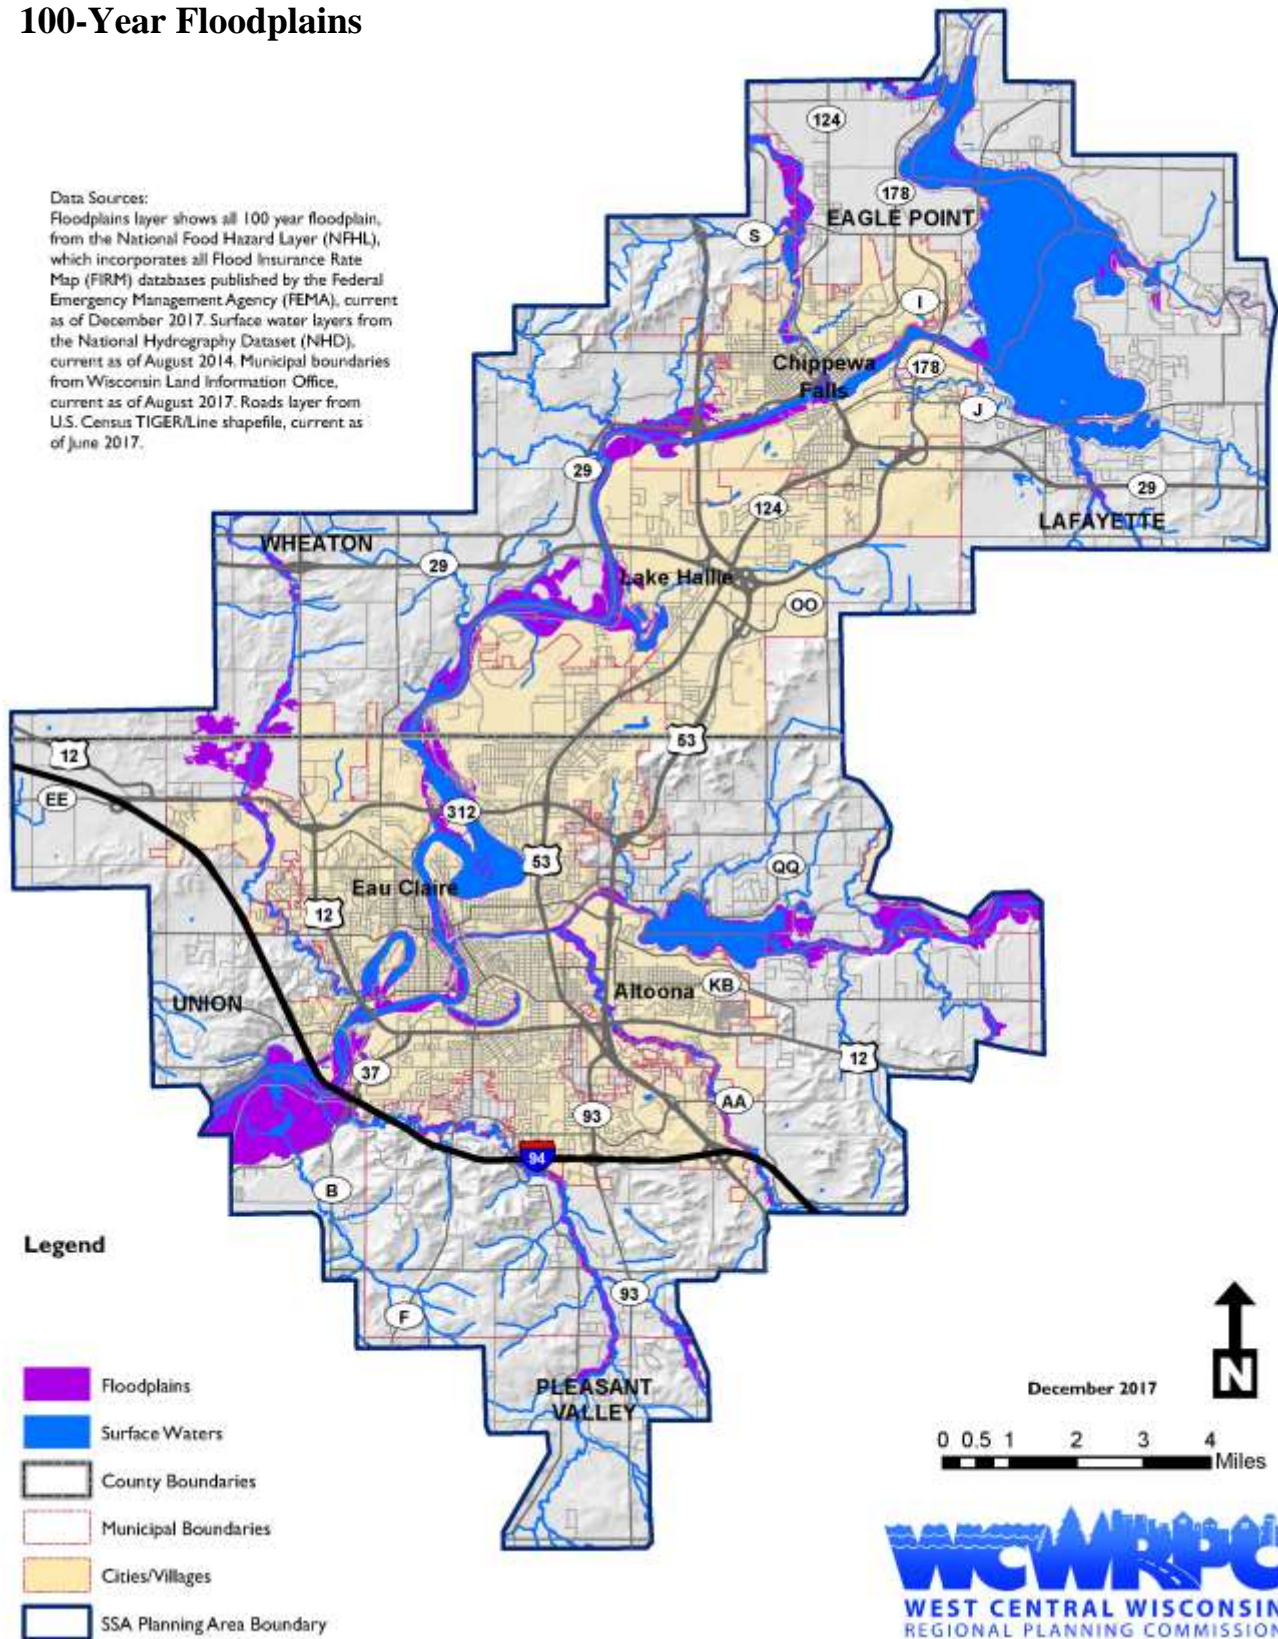 100-Year Floodplains
Data Sources:
Floodplains layer shows all 100 year floodplain,
from the National Food Hazard Layer (NFHL),
which incorporates all Flood Insurance Rate
Map (FIRM) databases published by the Federal
Emergency Management Agency (FEMA), current
as of December 2017. Surface water layers from
the National Hydrography Dataset (NHD),
current as of August 2014. Municipal boundaries
from Wisconsin Land Information Office,
current as of August 2017. Roads layer from
U.S. Census TIGER/Line shapefile, current as
of June 2017.
124
178
EAGLE POINT
S
I
Chippewa
Falls
178
J
29
124
29
LAFAYETTE
WHEATON
29
Lake Hallie
OO
53
12
EE
312
53
QQ
Eau Claire
12
UNION
Altoona
KB
12
37
93
AA
94
B
93
F
PLEASANT
VALLEY
Legend
Floodplains
Surface Waters
County Boundaries
Municipal Boundaries
Cities/Villages
SSA Planning Area Boundary
N
December 2017
0 0.5 1 2 3 4
Miles
WCWRPC
WEST CENTRAL WISCONSIN
REGIONAL PLANNING COMMISSION